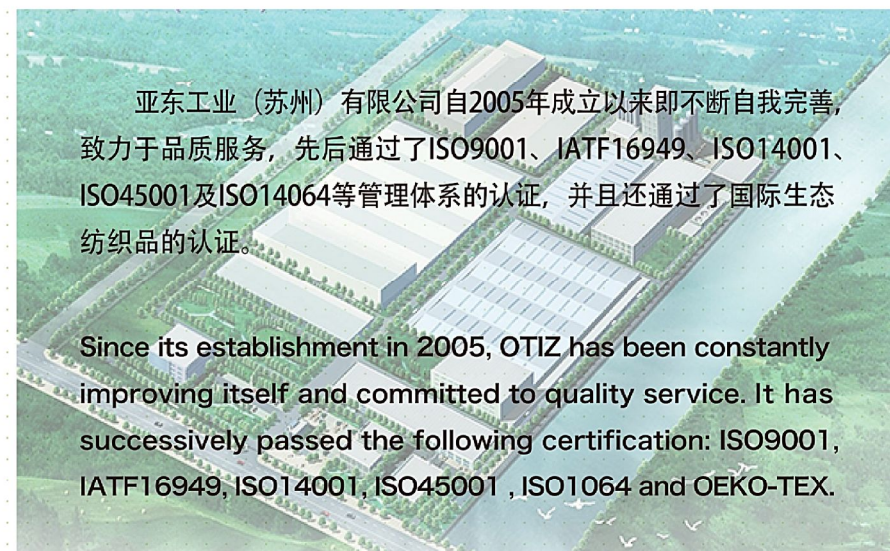 亚东工业（苏州）有限公司自2005年成立以来即不断自我完善，
致力于品质服务，先后通过了ISO9001、IATF16949、ISO14001、
ISO45001及ISO14064等管理体系的认证，并且还通过了国际生态
纺织品的认证。
Since its establishment in 2005, OTIZ has been constantly
improving itself and committed to quality service. It has
successively passed the following certification: ISO9001,
IATF16949, ISO14001, ISO45001 , ISO1064 and OEKO-TEX.